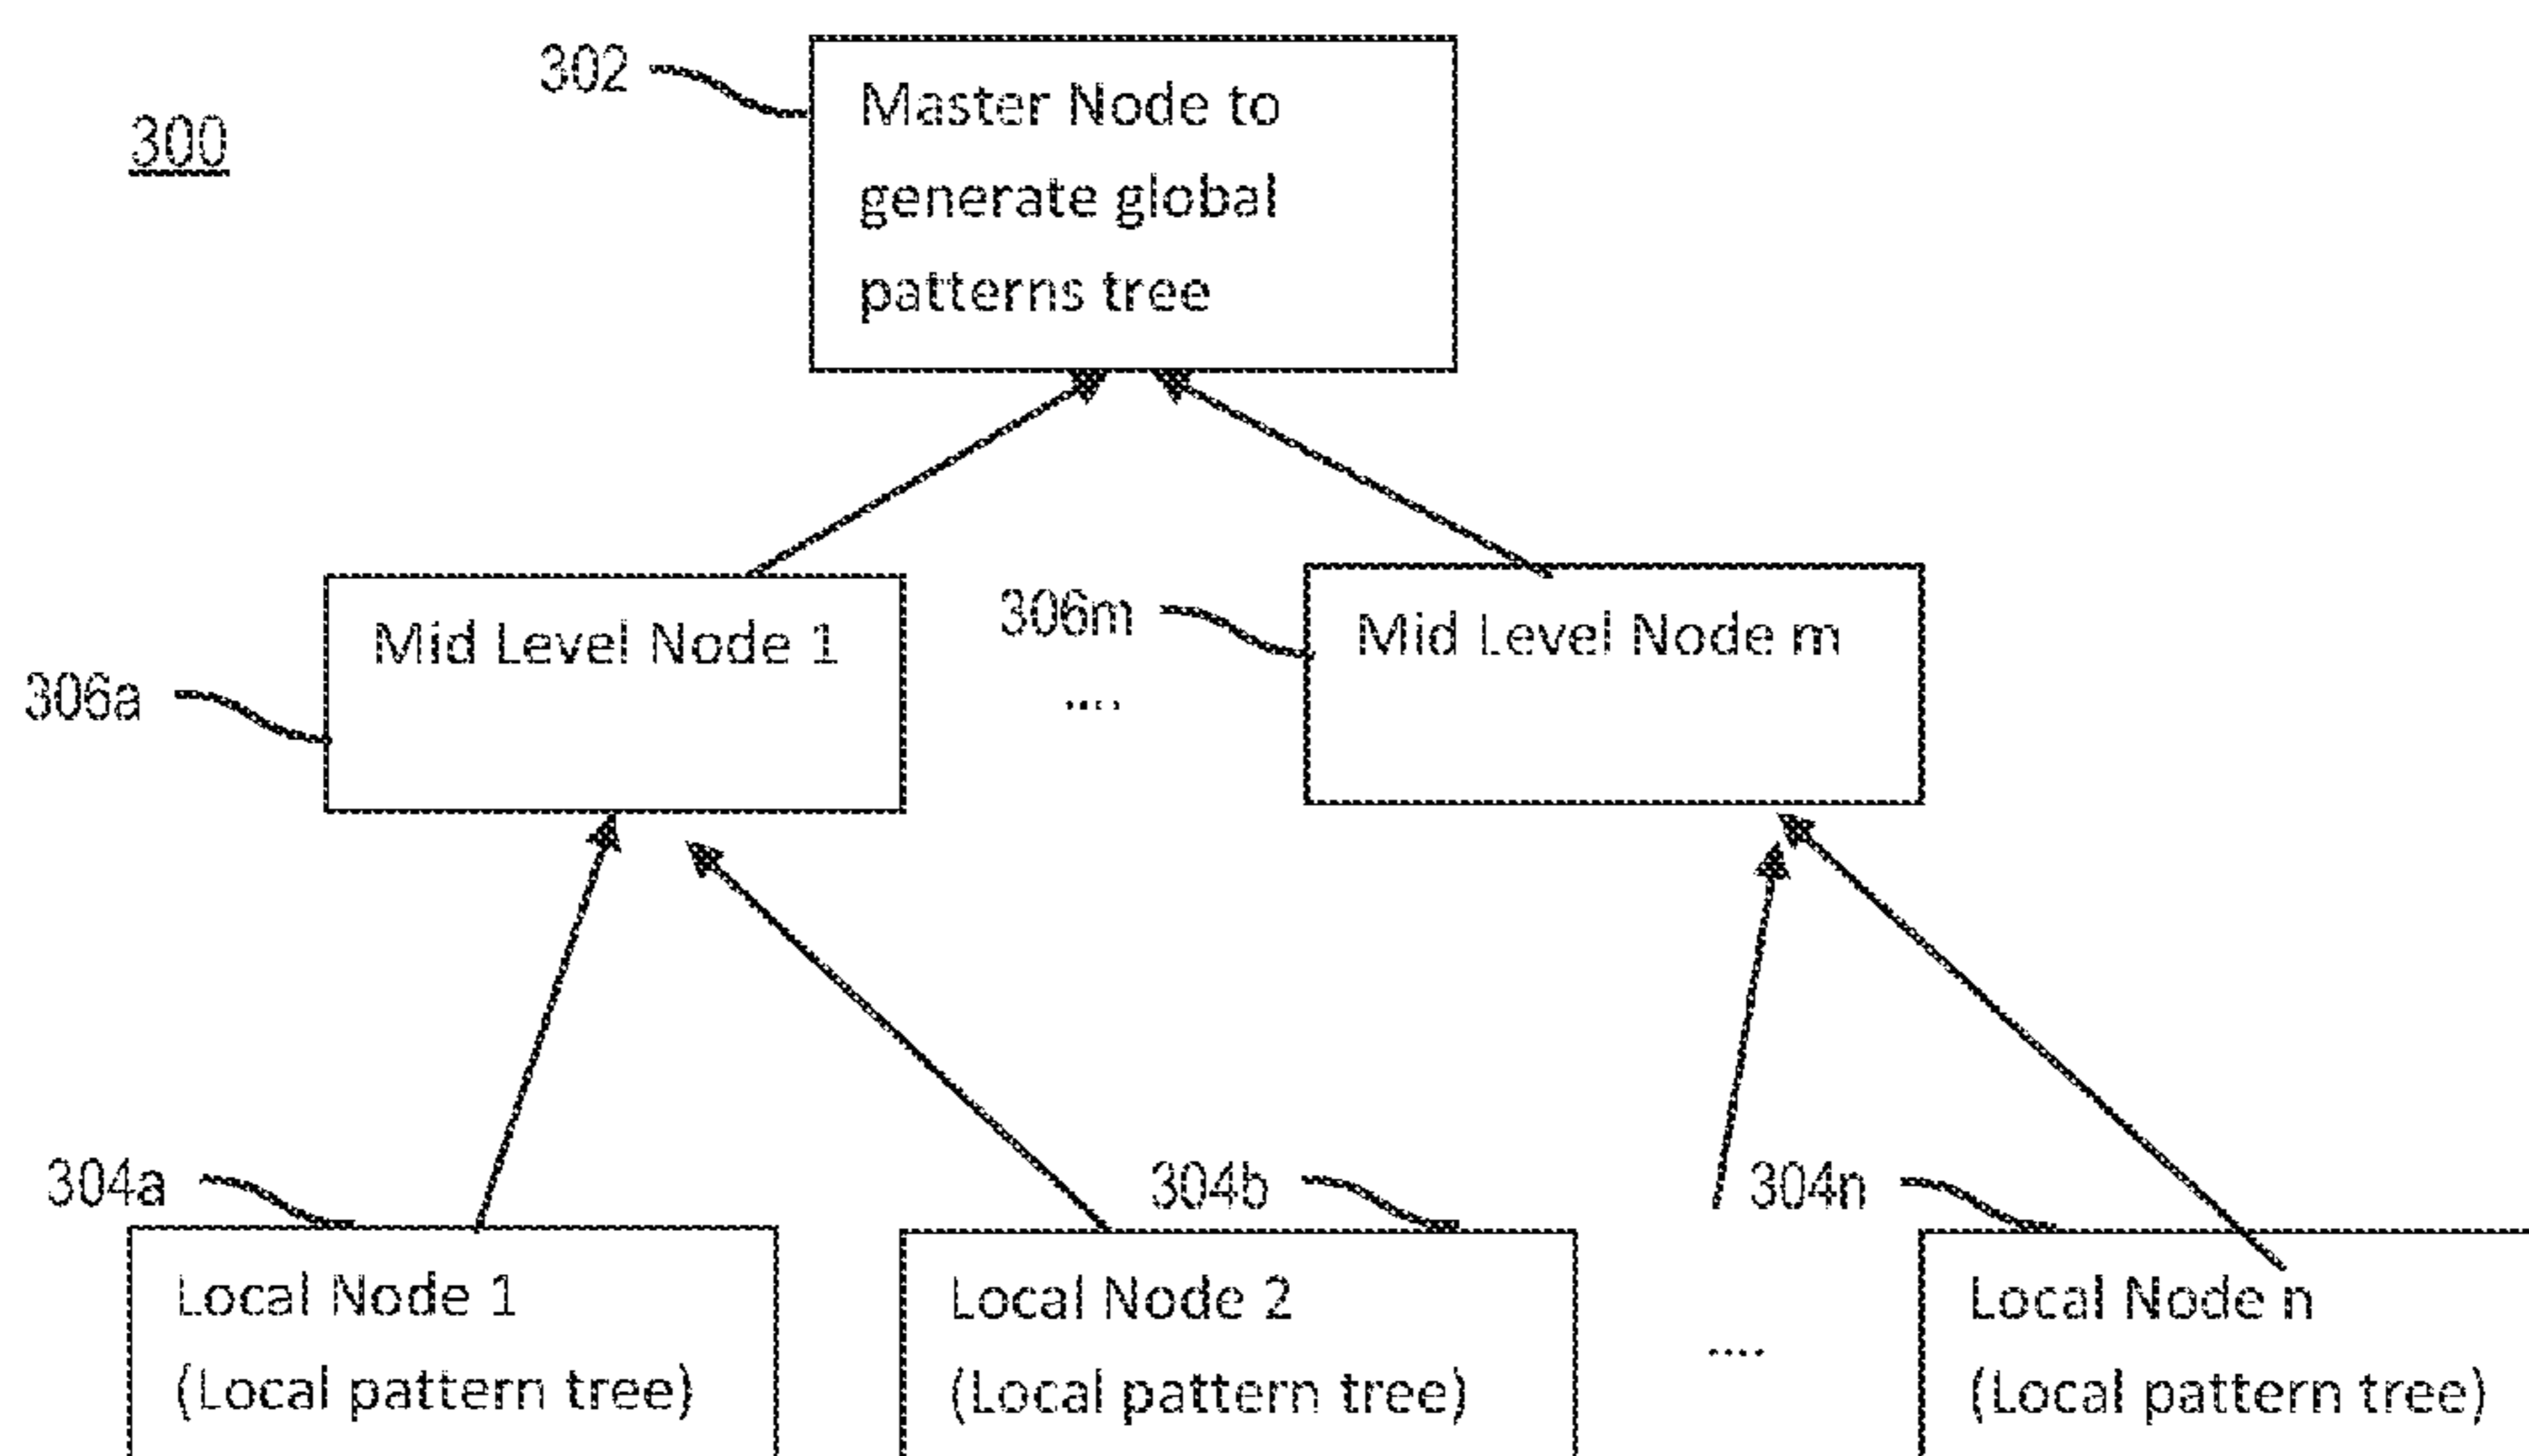 302
300
Master Node to
generate global
patterns tree
306a
Mid Level Node 1
306m
....
Mid Level Node m
304a
304b
304n
Local Node 1
(Local pattern tree)
Local Node 2
(Local pattern tree)
....
Local Node n
(Local pattern tree)